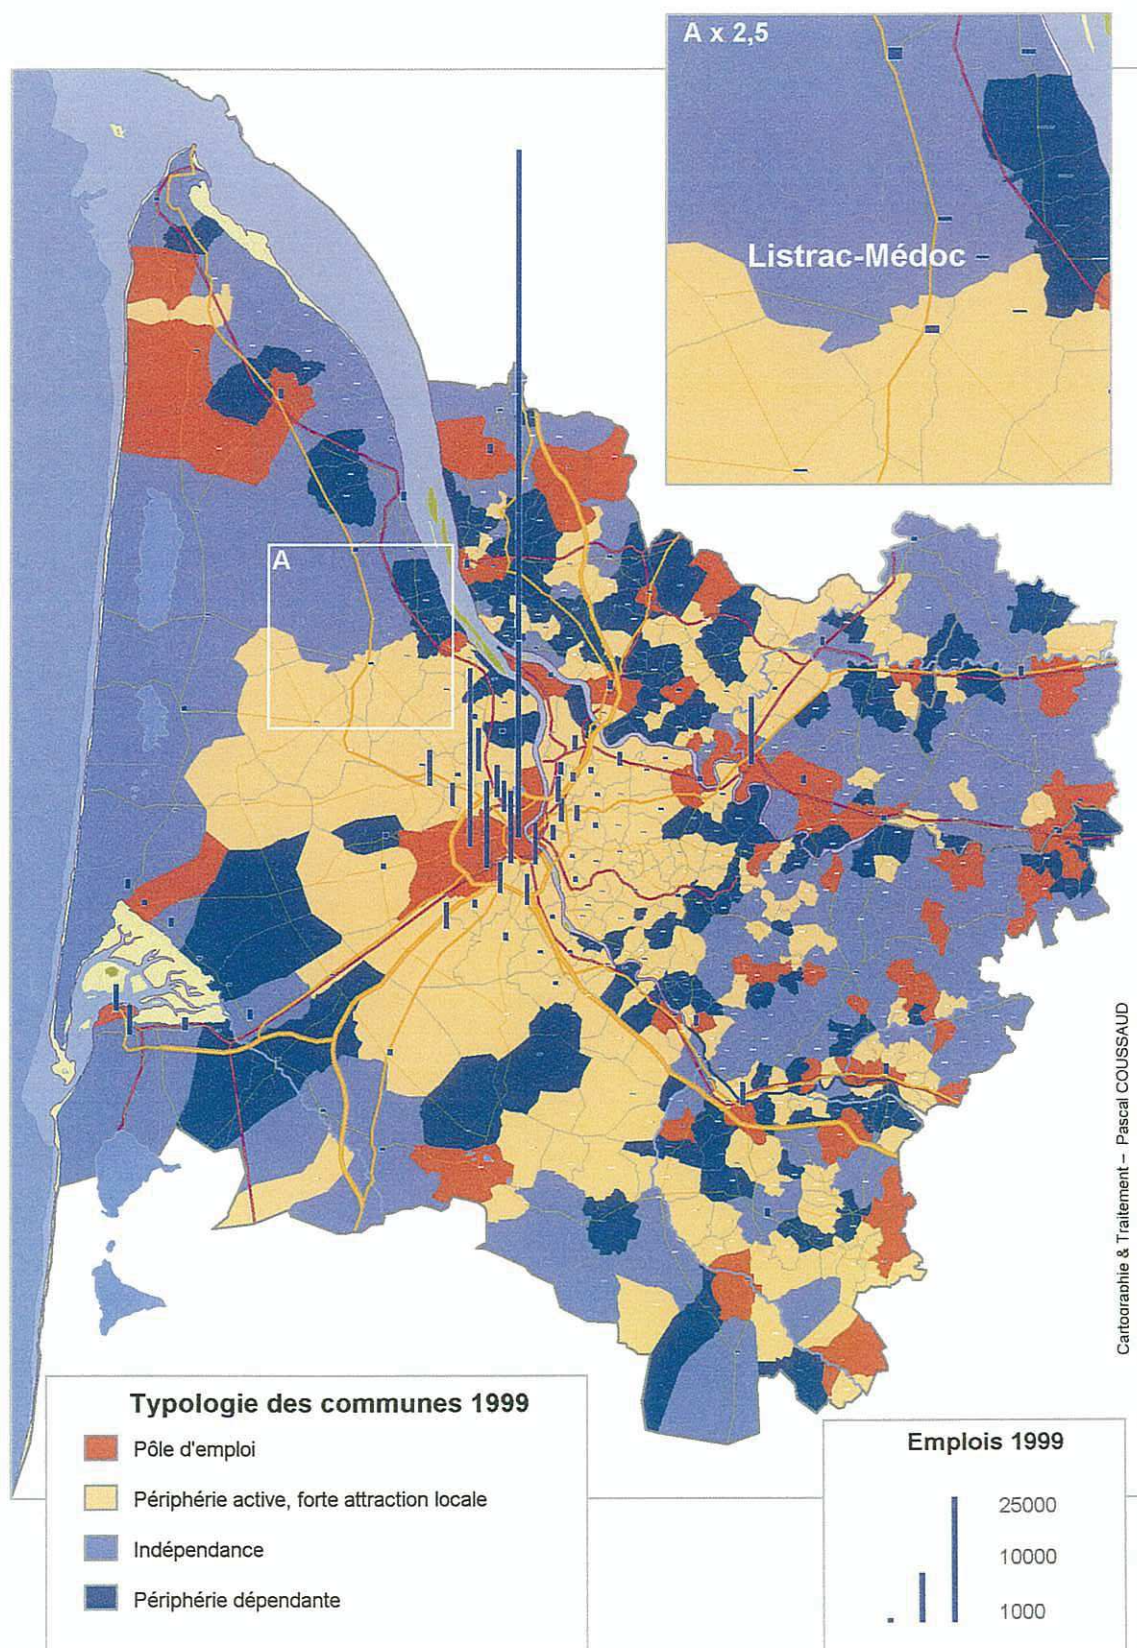 A x 2,5
Listrac-Médoc
A
Cartographie & Traitement – Pascal COUSSAUD
Typologie des communes 1999
Pôle d'emploi
Périphérie active, forte attraction locale
Indépendance
Périphérie dépendante
Emplois 1999
25000
10000
1000